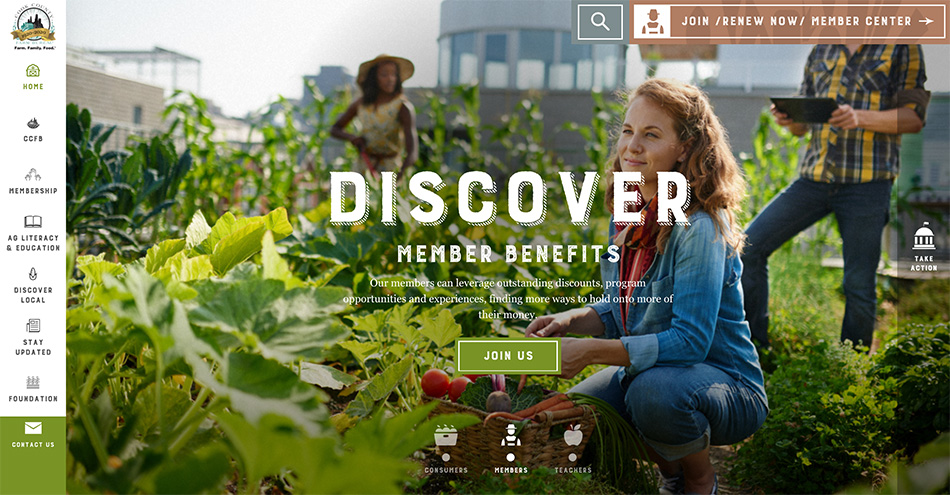 COOK COUNTY
Farm. Family. Food.
HOME
CCFB
MEMBERSHIP
AG LITERACY
& EDUCATION
DISCOVER
LOCAL
STAY
UPDATED
FOUNDATION
CONTACT US
JOIN /RENEW NOW/ MEMBER CENTER
DISCOVER
MEMBER BENEFITS
Our members can leverage outstanding discounts, program
opportunities and experiences, finding more ways to hold onto more of
their money.
JOIN US
CONSUMERS
MEMBERS
TEACHERS
TAKE
ACTION